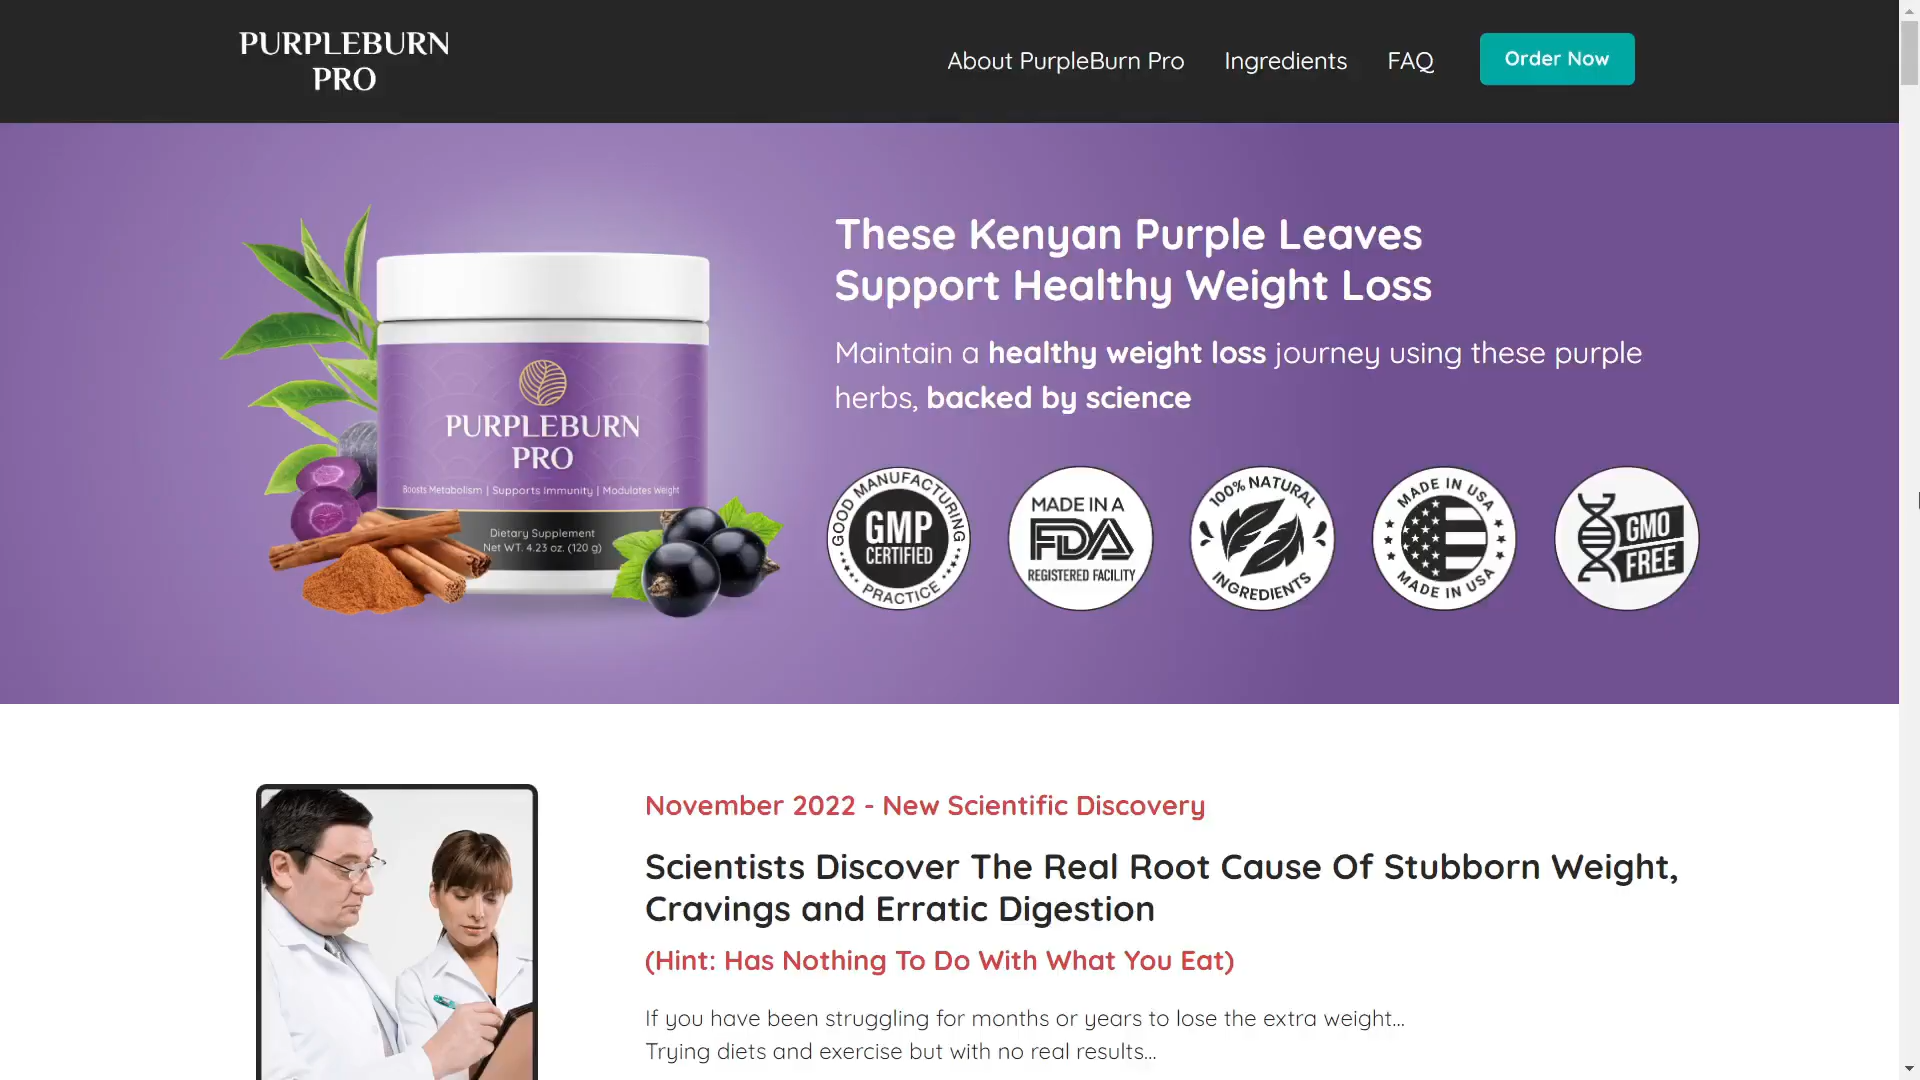 PURPLEBURN
PRO
About PurpleBurn Pro
Ingredients
FAQ
Order Now
These Kenyan Purple Leaves
Support Healthy Weight Loss
Maintain a healthy weight loss journey using these purple
herbs, backed by science
PURPLEBURN
PRO
Boosts Metabolism | Supports Immunity | Modulates Weight
Dietary Supplement
Net WT. 4.23 oz. (120 g)
GOOD MANUFACTURING
GMP
CERTIFIED
PRACTICE
MADE IN A
FDA
REGISTERED FACILITY
100% NATURAL
INGREDIENTS
MADE IN USA
MADE IN USA
GMO
FREE
November 2022 - New Scientific Discovery
Scientists Discover The Real Root Cause Of Stubborn Weight,
Cravings and Erratic Digestion
(Hint: Has Nothing To Do With What You Eat)
If you have been struggling for months or years to lose the extra weight...
Trying diets and exercise but with no real results...